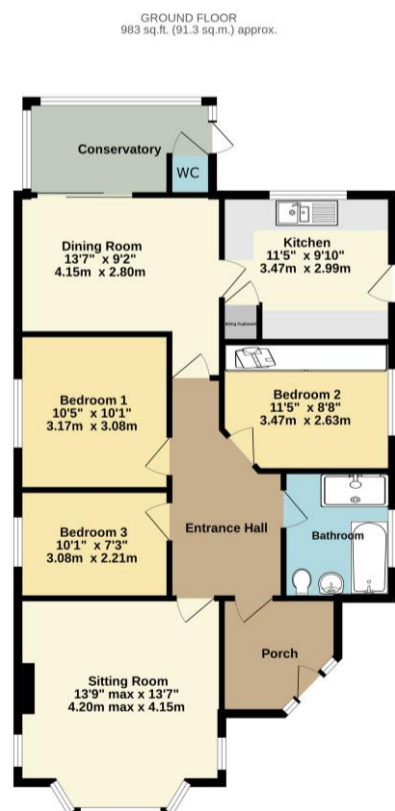 GROUND FLOOR
983 sq.ft. (91.3 sq.m.) approx.
Conservatory
WC
Dining Room
13'7" x 9'2"
4.15m x 2.80m
Kitchen
11'5" x 9'10"
3.47m x 2.99m
Bedroom 1
10'5" x 10'1"
3.17m x 3.08m
Bedroom 2
11'5" x 8'8"
3.47m x 2.63m
Bedroom 3
10'1" x 7'3"
3.08m x 2.21m
Entrance Hall
Bathroom
Porch
Sitting Room
13'9" max x 13'7"
4.20m max x 4.15m